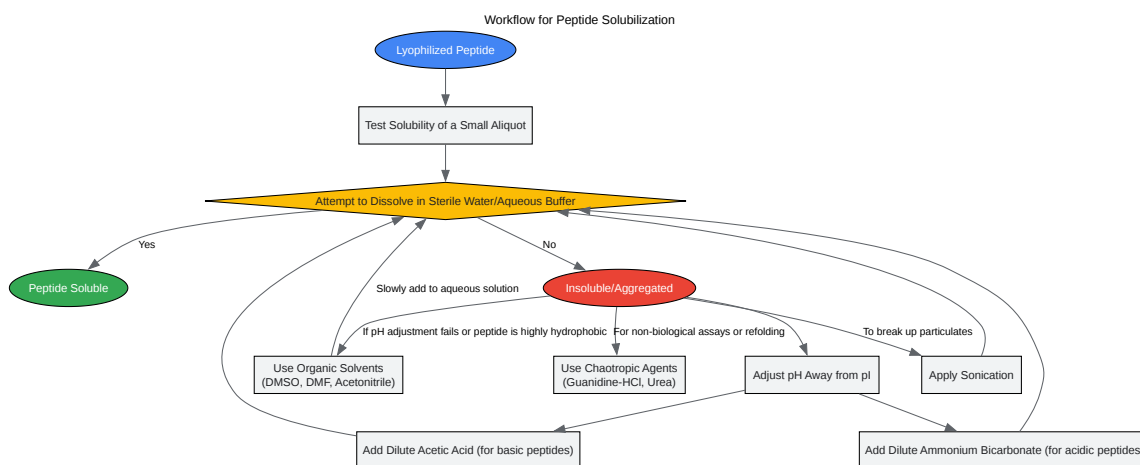 Workflow for Peptide Solubilization
Lyophilized Peptide
Test Solubility of a Small Aliquot
Attempt to Dissolve in Sterile Water/Aqueous Buffer
Yes
No
Peptide Soluble
Slowly add to aqueous solution
Insoluble/Aggregated
If pH adjustment fails or peptide is highly hydrophobic
For non-biological assays or refolding
To break up particulates
Use Organic Solvents
(DMSO, DMF, Acetonitrile)
Use Chaotropic Agents
(Guanidine-HCl, Urea)
Adjust pH Away from pI
Apply Sonication
Add Dilute Acetic Acid (for basic peptides)
Add Dilute Ammonium Bicarbonate (for acidic peptides